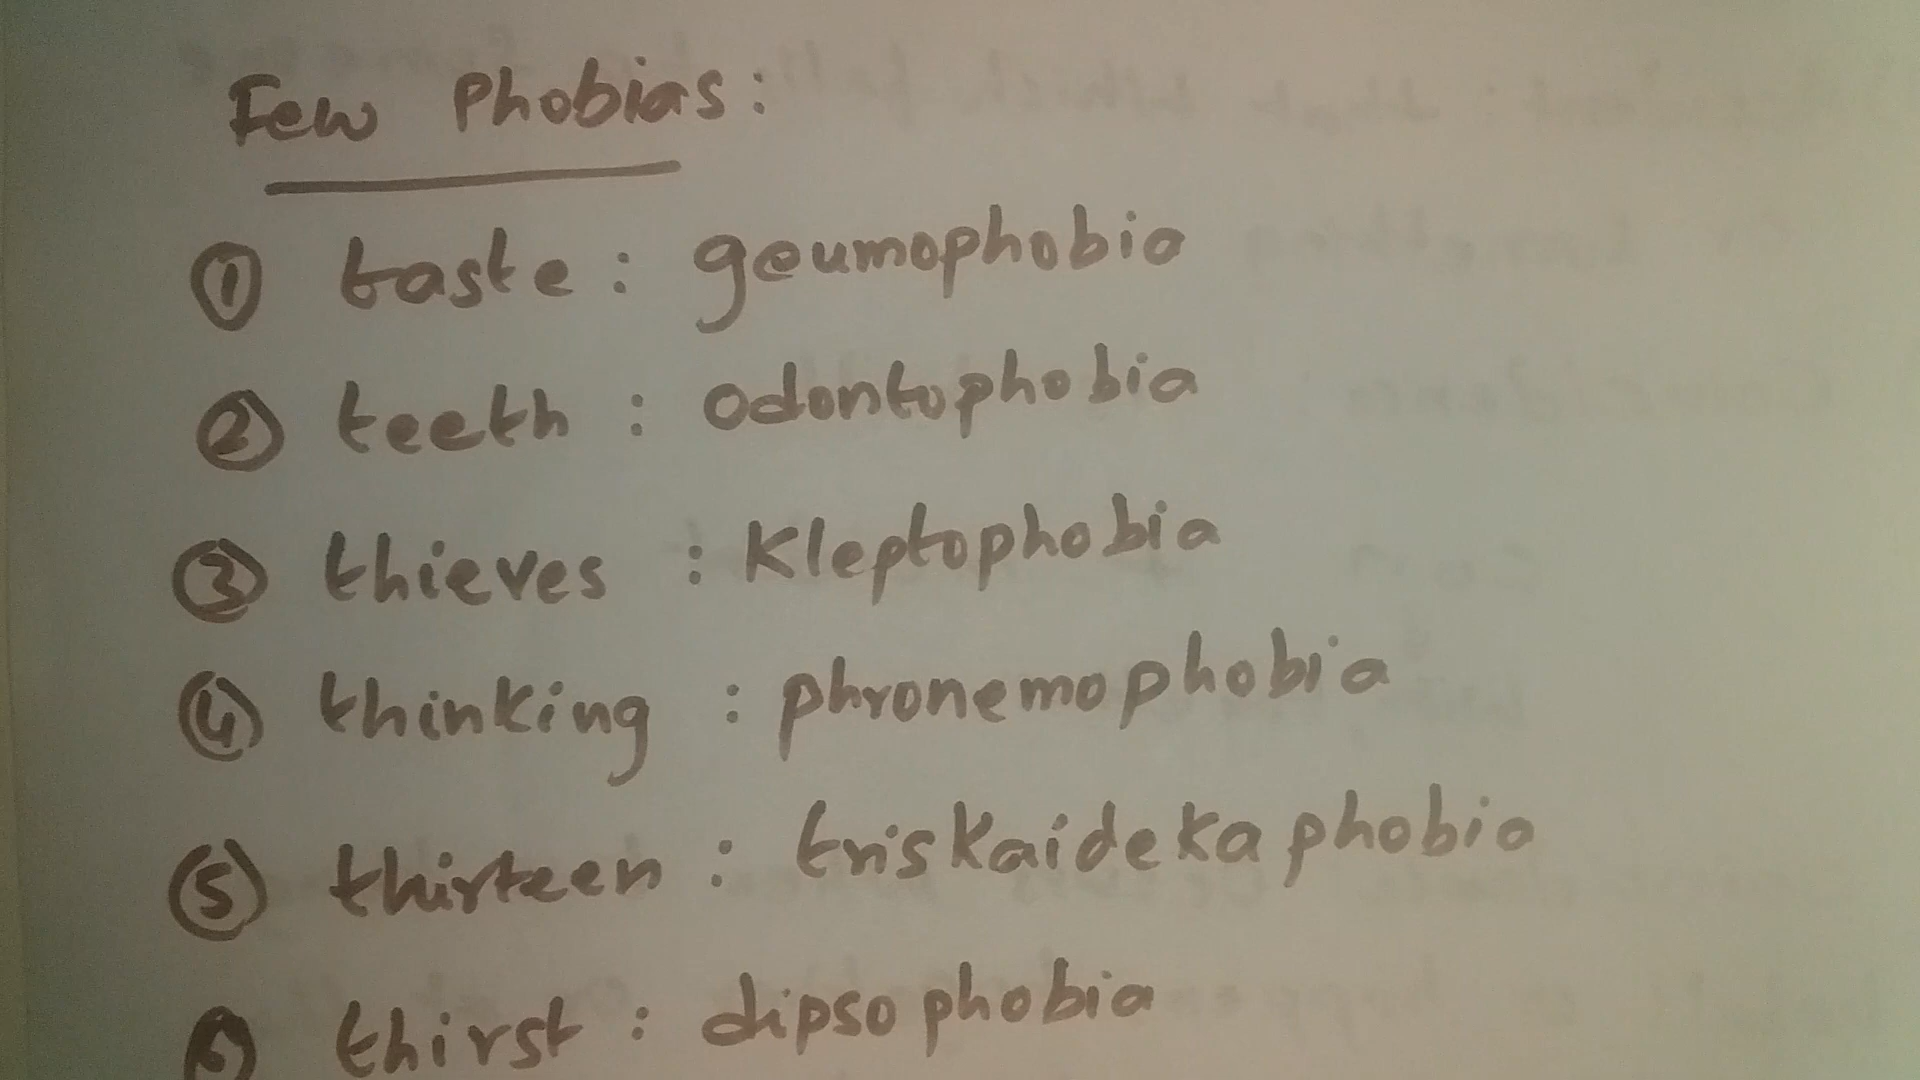 Few Phobias:
① taste : geumophobia
② teeth : odontophobia
③ thieves : Kleptophobia
④ thinking : phronemophobia
⑤ thirteen : triskaidekaphobia
⑥ thirst : dipsophobia